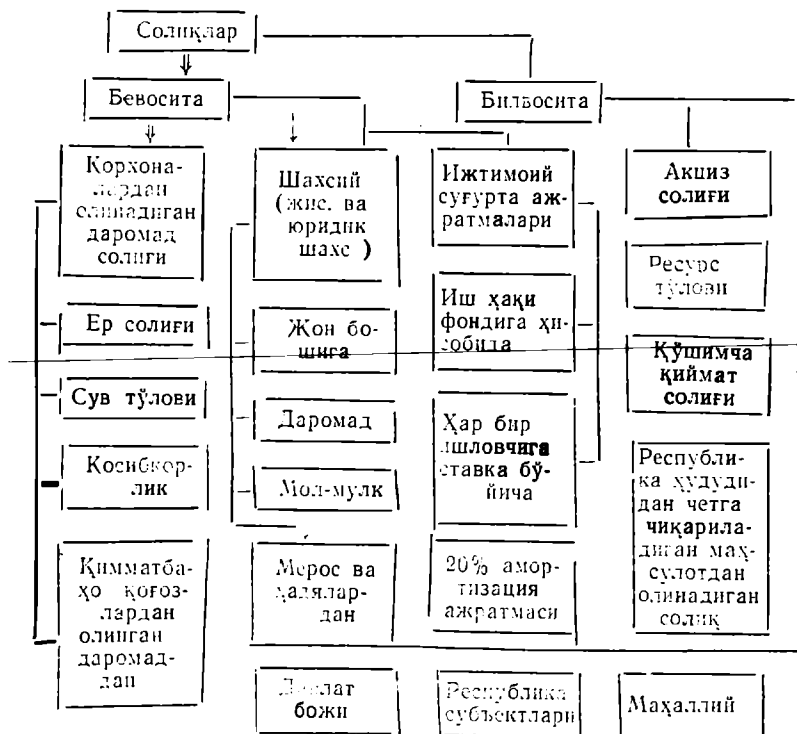 Солиқлар
Бевосита
Билвосита
Корхона-
лардан
олинадиган
даромад
солиғи
Ер солиғи
Сув тўлови
Косибкор-
лик
Қимматба-
ҳо қоғоз-
лардан
олинган
даромад-
дан
Шахсий
(жис. ва
юридик
шахс )
Жон бо-
шига
Даромад
Мол-мулк
Мерос ва
ҳадялар-
дан
Давлат
божи
Ижтимоий
суғурта аж-
ратмалари
Иш ҳақи
фондига ҳи-
собида
Ҳар бир
ишловчига
ставка бў-
йича
20% амор-
тизация
ажратмаси
Республика
субъектлари
Акциз
солиғи
Ресурс
тўлови
Қўшимча
қиймат
солиғи
Республи-
ка ҳудуди-
дан четга
чиқарила-
диган маҳ-
сулотдан
олинадиган
солиқ
Маҳаллий